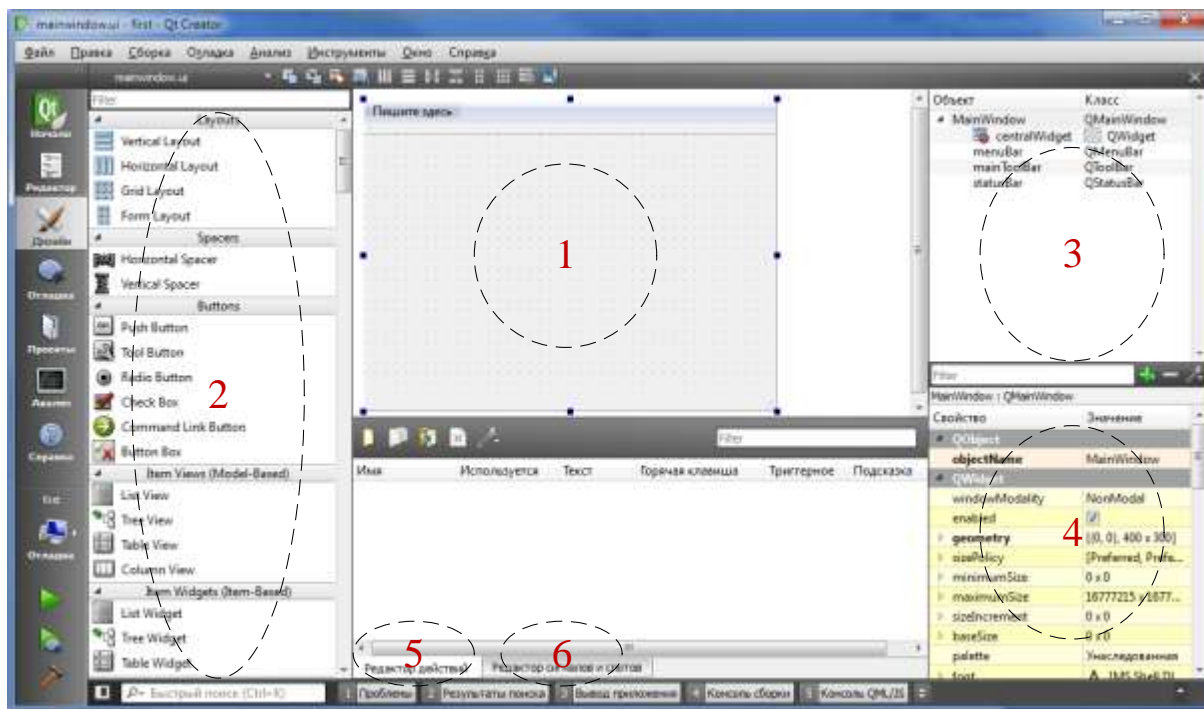 mainwindow.ui - first - Qt Creator
Файл Правка Сборка Отладка Анализ Инструменты Окно Справка
mainwindow.ui
Начало
Редактор
Дизайн
Отладка
Проекты
Анализ
Справка
first
Отладка
Filter
Layouts
Vertical Layout
Horizontal Layout
Grid Layout
Form Layout
Spacers
Horizontal Spacer
Vertical Spacer
Buttons
Push Button
Tool Button
Radio Button
Check Box
Command Link Button
Button Box
Item Views (Model-Based)
List View
Tree View
Table View
Column View
Item Widgets (Item-Based)
List Widget
Tree Widget
Table Widget
2
Пишите здесь
1
Filter
Имя Используется Текст Горячая клавиша Триггерное Подсказка
5
6
Редактор действий Редактор сигналов и слотов
Объект Класс
MainWindow QMainWindow
centralWidget QWidget
menuBar QMenuBar
mainToolBar QToolBar
statusBar QStatusBar
3
Filter
MainWindow : QMainWindow
Свойство Значение
QObject
objectName MainWindow
QWidget
windowModality NonModal
enabled
geometry [(0, 0), 400 x 300]
sizePolicy [Preferred, Prefe...
minimumSize 0 x 0
maximumSize 16777215 x 1677...
sizeIncrement 0 x 0
baseSize 0 x 0
palette Унаследованная
font A [MS Shell Dl
4
Быстрый поиск (Ctrl+K)
1 Проблемы 2 Результаты поиска 3 Вывод приложения 4 Консоль сборки 5 Консоль QML/JS